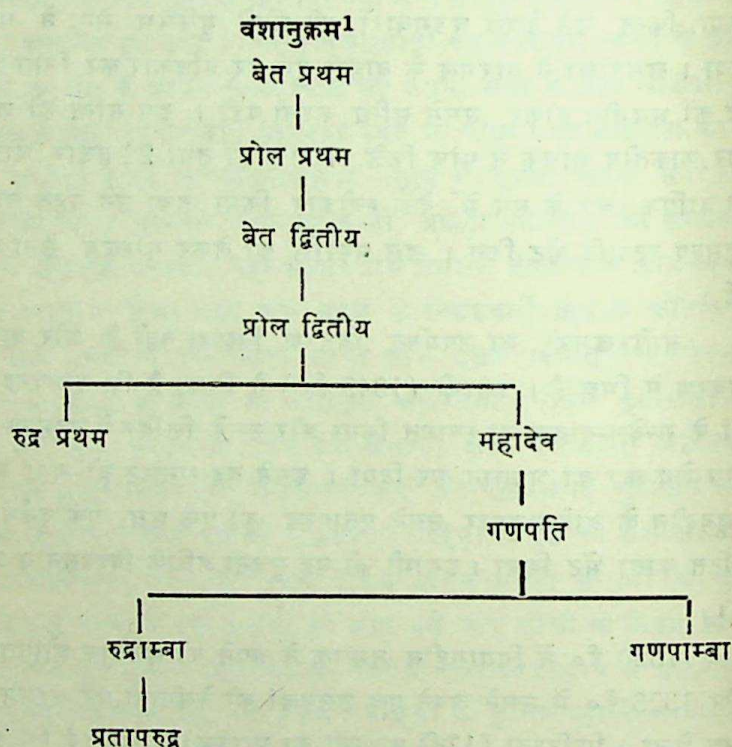 वंशानुक्रम1
बेत प्रथम
प्रोल प्रथम
बेत द्वितीय
प्रोल द्वितीय
रुद्र प्रथम महादेव
गणपति
रुद्राम्बा गणपाम्बा
प्रतापरुद्र